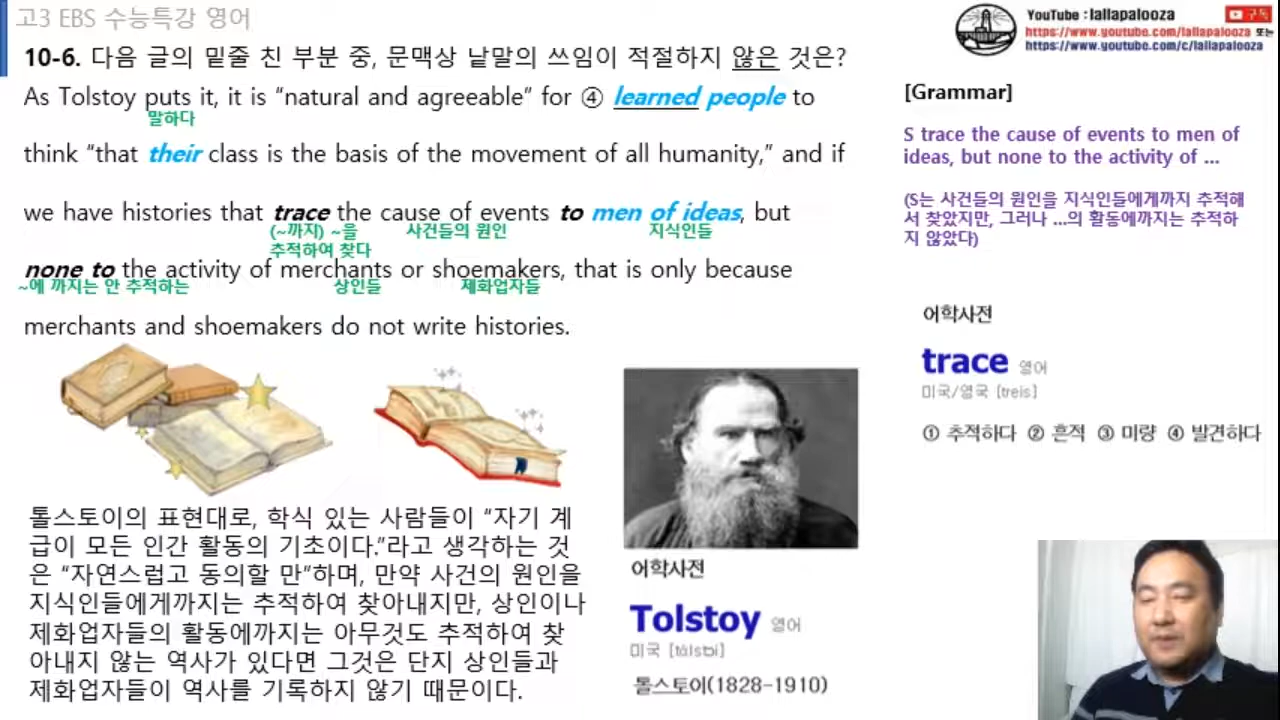 고3 EBS 수능특강 영어
10-6. 다음 글의 밑줄 친 부분 중, 문맥상 낱말의 쓰임이 적절하지 않은 것은?
As Tolstoy puts it, it is “natural and agreeable” for ④ learned people to
말하다
think “that their class is the basis of the movement of all humanity,” and if
we have histories that trace the cause of events to men of ideas, but
(~까지) ~을 사건들의 원인 지식인들
추적하여 찾다
none to the activity of merchants or shoemakers, that is only because
~에 까지는 안 추적하는 상인들 제화업자들
merchants and shoemakers do not write histories.
톨스토이의 표현대로, 학식 있는 사람들이 “자기 계
급이 모든 인간 활동의 기초이다.”라고 생각하는 것
은 “자연스럽고 동의할 만”하며, 만약 사건의 원인을
지식인들에게까지는 추적하여 찾아내지만, 상인이나
제화업자들의 활동에까지는 아무것도 추적하여 찾
아내지 않는 역사가 있다면 그것은 단지 상인들과
제화업자들이 역사를 기록하지 않기 때문이다.
어학사전
Tolstoy 영어
미국 [tálstɔi]
톨스토이(1828-1910)
YouTube : lallapalooza
구독
https://www.youtube.com/lallapalooza 또는
https://www.youtube.com/c/lallapalooza
[Grammar]
S trace the cause of events to men of
ideas, but none to the activity of ...
(S는 사건들의 원인을 지식인들에게까지 추적해
서 찾았지만, 그러나 ...의 활동에까지는 추적하
지 않았다)
어학사전
trace 영어
미국/영국 [treis]
① 추적하다 ② 흔적 ③ 미량 ④ 발견하다